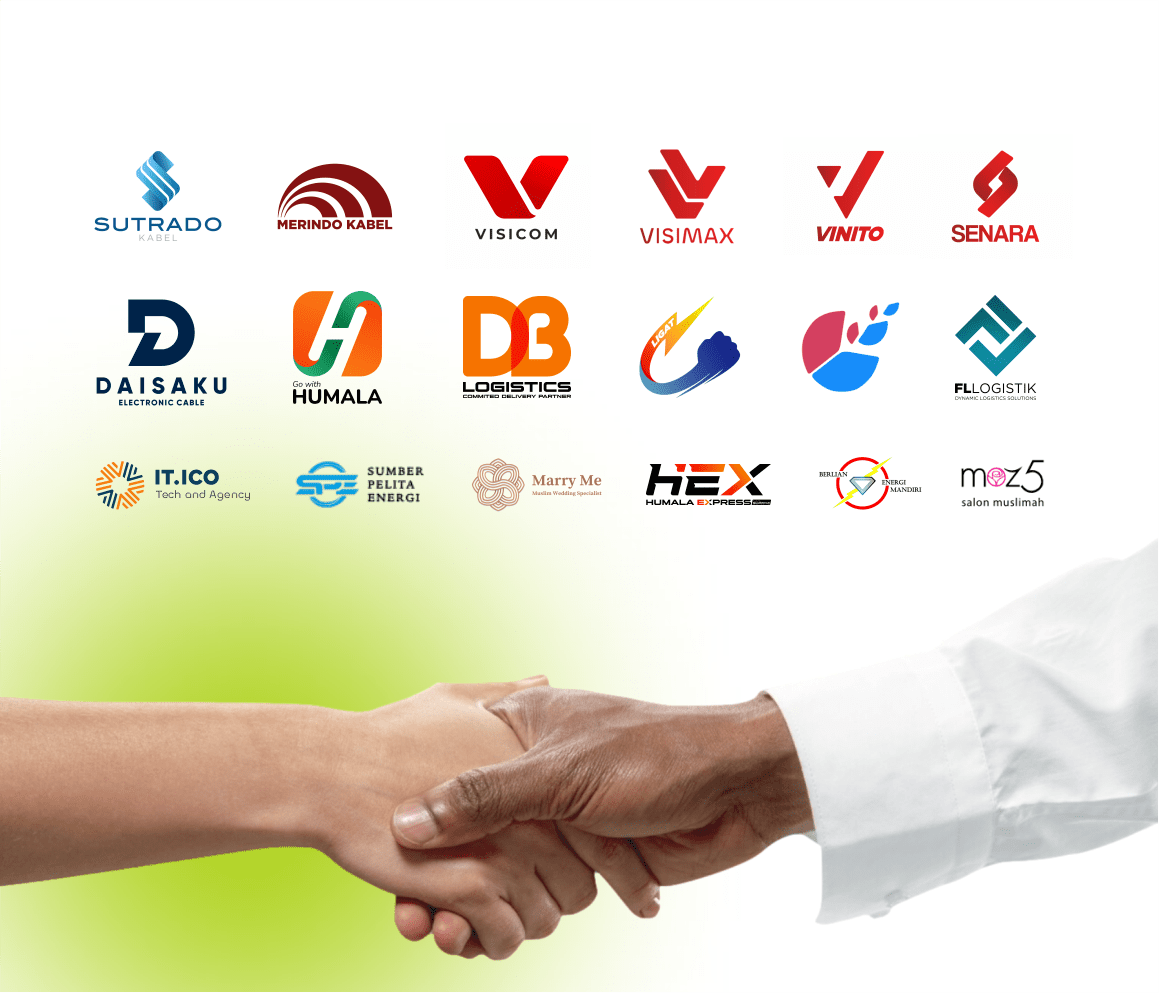 SUTRADO
KABEL
MERINDO KABEL
VISICOM
VISIMAX
VINITO
SENARA
DAISAKU
ELECTRONIC CABLE
Go with
HUMALA
DB
LOGISTICS
COMMITED DELIVERY PARTNER
LIGAT
FLLOGISTIK
DYNAMIC LOGISTICS SOLUTIONS
IT.ICO
Tech and Agency
SUMBER
PELITA
ENERGI
Marry Me
Muslim Wedding Specialist
HEX
HUMALA EXPRESS
BERLIAN
ENERGI
MANDIRI
moz5
salon muslimah